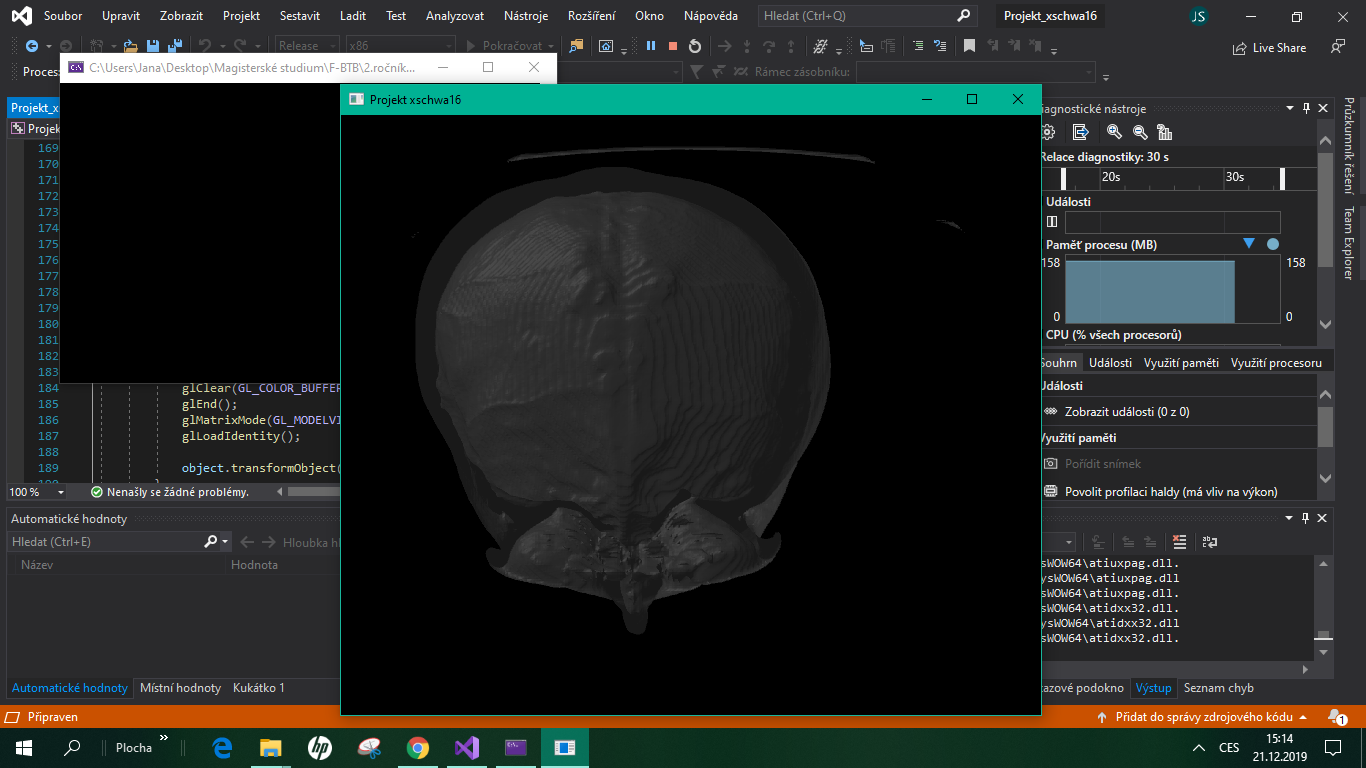 Soubor Upravit Zobrazit Projekt Sestavit Ladit Test Analyzovat Nástroje Rozšíření Okno Nápověda Hledat (Ctrl+Q) Projekt_xschwa16 JS
Release x86 Pokračovat Live Share
Proces Rámec zásobníku:
C:\Users\Jana\Desktop\Magisterské studium\F-BTB\2.ročník...
Projekt xschwa16
Projekt_x
Projek
169
170
171
172
173
174
175
176
177
178
179
180
181
182
183
184 glClear(GL_COLOR_BUFFER
185 glEnd();
186 glMatrixMode(GL_MODELVI
187 glLoadIdentity();
188
189 object.transformObject(
100 % Nenašly se žádné problémy.
Automatické hodnoty
Hledat (Ctrl+E) Hloubka
Název Hodnota
Automatické hodnoty Místní hodnoty Kukátko 1
iagnostické nástroje
Relace diagnostiky: 30 s
20s 30s
Události
Paměť procesu (MB)
158 158
0 0
CPU (% všech procesorů)
Souhrn Události Využití paměti Využití procesoru
Události
Zobrazit události (0 z 0)
Využití paměti
Pořídit snímek
Povolit profilaci haldy (má vliv na výkon)
Průzkumník řešení
Team Explorer
sWOW64\atiuxpag.dll.
ysWOW64\atiuxpag.dll
sWOW64\atiuxpag.dll.
sWOW64\atidxx32.dll.
ysWOW64\atidxx32.dll
sWOW64\atidxx32.dll.
kazové podokno Výstup Seznam chyb
Připraven Přidat do správy zdrojového kódu 1
Plocha » CES 15:14
21.12.2019